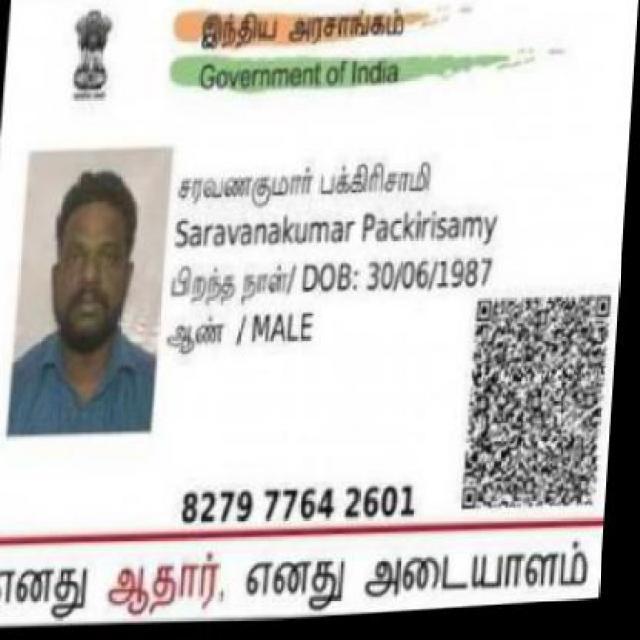 இந்திய அரசாங்கம்
Government of India
சரவணகுமார் பக்கிரிசாமி
Saravanakumar Packirisamy
பிறந்த நாள்/ DOB: 30/06/1987
ஆண் / MALE
8279 7764 2601
எனது ஆதார், எனது அடையாளம்